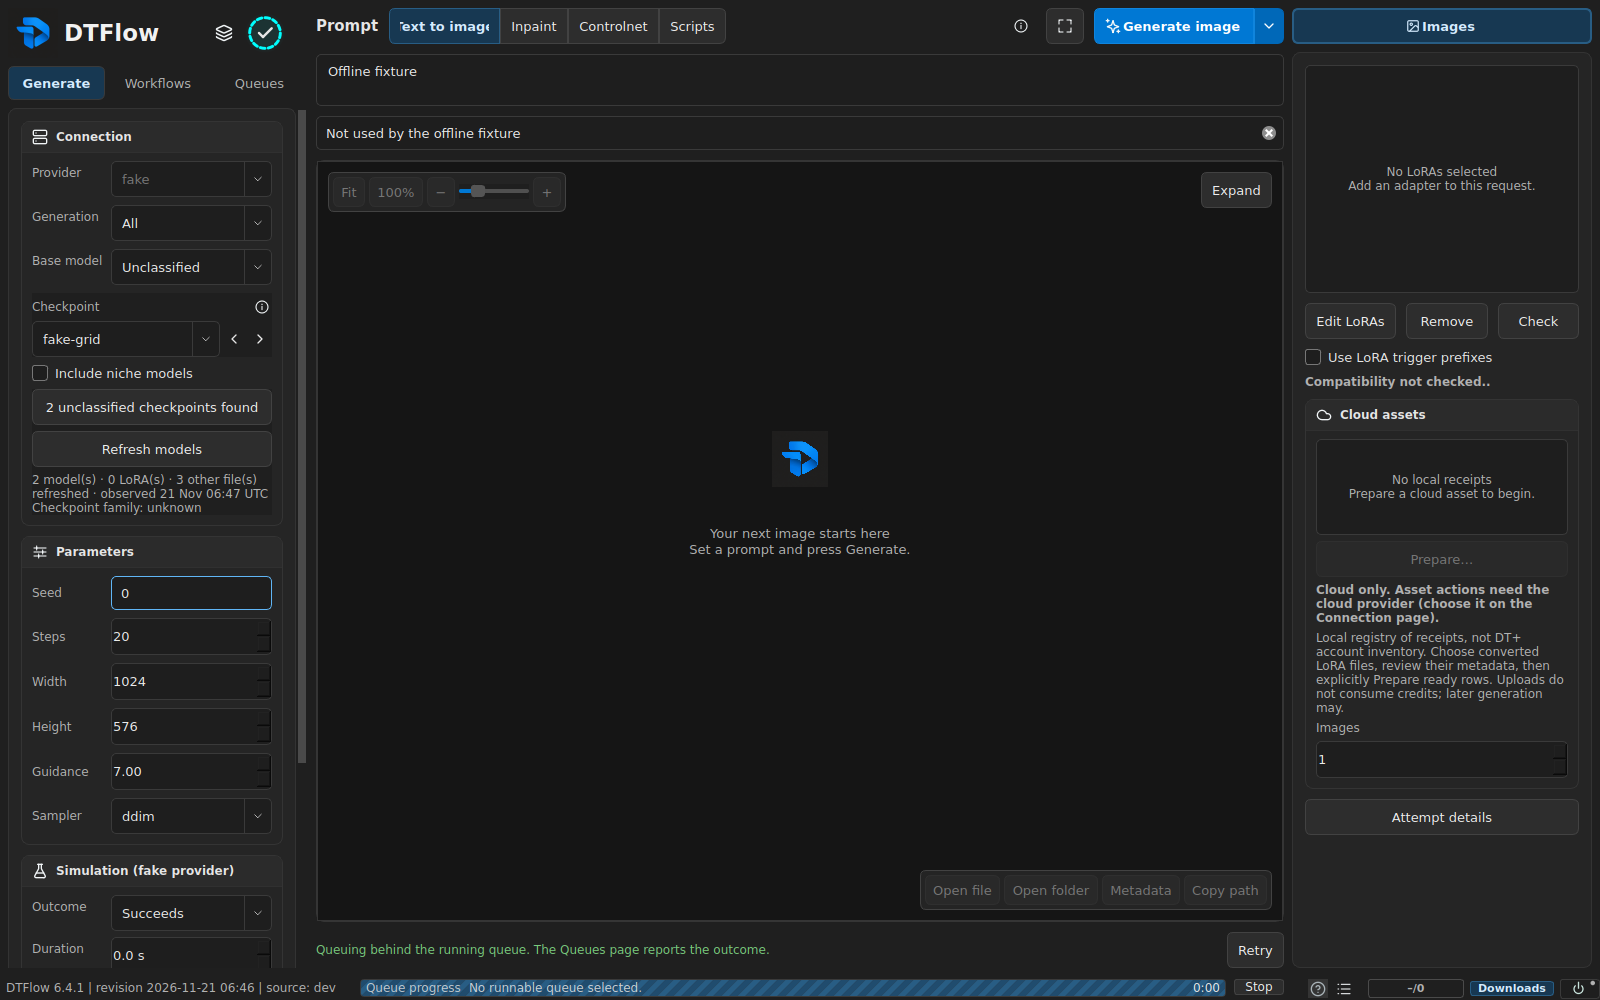 DTFlow
Generate
Workflows
Queues
Connection
Provider
fake
Generation
All
Base model
Unclassified
Checkpoint
fake-grid
Include niche models
2 unclassified checkpoints found
Refresh models
2 model(s) · 0 LoRA(s) · 3 other file(s)
refreshed · observed 21 Nov 06:47 UTC
Checkpoint family: unknown
Parameters
Seed
0
Steps
20
Width
1024
Height
576
Guidance
7.00
Sampler
ddim
Simulation (fake provider)
Outcome
Succeeds
Duration
0.0 s
Prompt
Text to image
Inpaint
Controlnet
Scripts
Generate image
Offline fixture
Not used by the offline fixture
Fit
100%
−
+
Expand
Your next image starts here
Set a prompt and press Generate.
Open file
Open folder
Metadata
Copy path
Queuing behind the running queue. The Queues page reports the outcome.
Retry
Images
No LoRAs selected
Add an adapter to this request.
Edit LoRAs
Remove
Check
Use LoRA trigger prefixes
Compatibility not checked..
Cloud assets
No local receipts
Prepare a cloud asset to begin.
Prepare...
Cloud only. Asset actions need the
cloud provider (choose it on the
Connection page).
Local registry of receipts, not DT+
account inventory. Choose converted
LoRA files, review their metadata, then
explicitly Prepare ready rows. Uploads do
not consume credits; later generation
may.
Images
1
Attempt details
DTFlow 6.4.1 | revision 2026-11-21 06:46 | source: dev
Queue progress No runnable queue selected.
0:00
Stop
–/0
Downloads